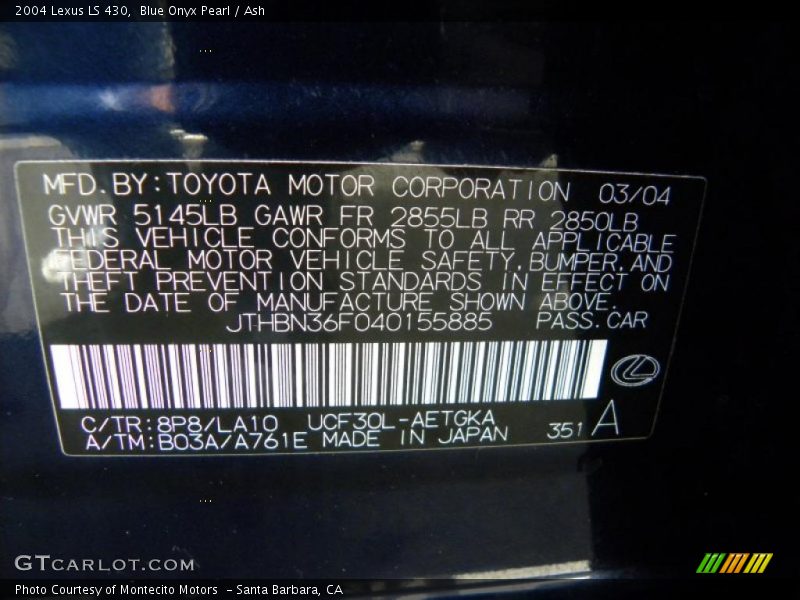 2004 Lexus LS 430,  Blue Onyx Pearl / Ash
MFD.BY:TOYOTA MOTOR CORPORATION 03/04
GVWR 5145LB GAWR FR 2855LB RR 2850LB
THIS VEHICLE CONFORMS TO ALL APPLICABLE
FEDERAL MOTOR VEHICLE SAFETY,BUMPER,AND
THEFT PREVENTION STANDARDS IN EFFECT ON
THE DATE OF MANUFACTURE SHOWN ABOVE.
JTHBN36F040155885 PASS.CAR
C/TR:8P8/LA10 UCF30L-AETGKA
A/TM:B03A/A761E MADE IN JAPAN 351 A
GTCARLOT.COM
Photo Courtesy of Montecito Motors  - Santa Barbara, CA